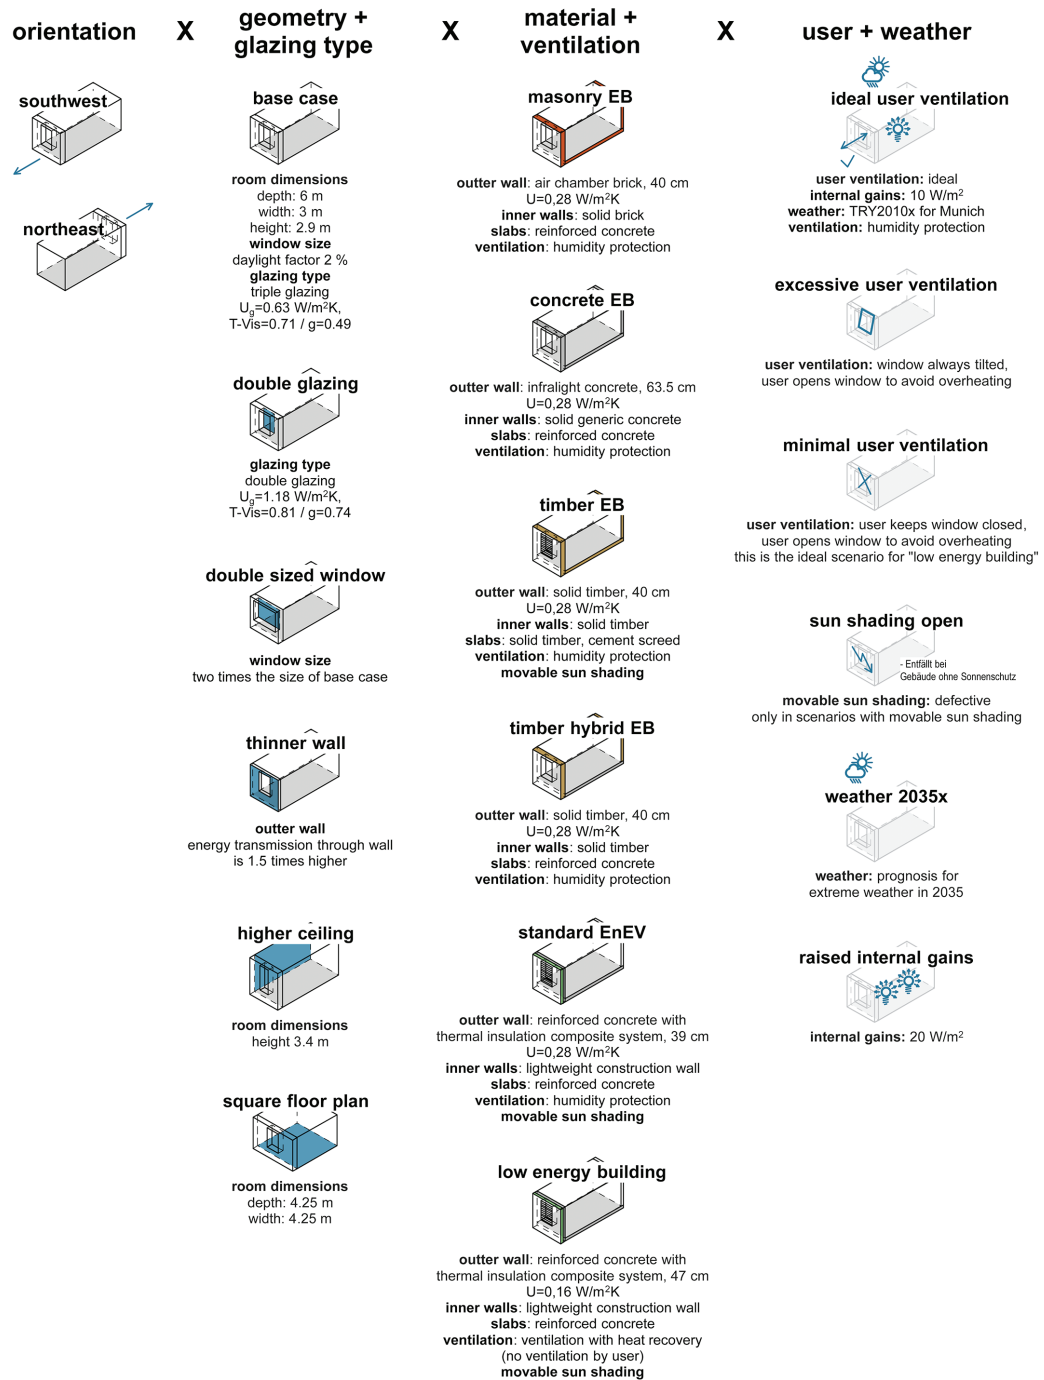 orientation
X
geometry +
glazing type
X
material +
ventilation
X
user + weather
southwest
northeast
base case
room dimensions
depth: 6 m
width: 3 m
height: 2.9 m
window size
daylight factor 2 %
glazing type
triple glazing
Ug=0.63 W/m²K,
T-Vis=0.71 / g=0.49
double glazing
glazing type
double glazing
Ug=1.18 W/m²K,
T-Vis=0.81 / g=0.74
double sized window
window size
two times the size of base case
thinner wall
outter wall
energy transmission through wall
is 1.5 times higher
higher ceiling
room dimensions
height 3.4 m
square floor plan
room dimensions
depth: 4.25 m
width: 4.25 m
masonry EB
outter wall: air chamber brick, 40 cm
U=0,28 W/m²K
inner walls: solid brick
slabs: reinforced concrete
ventilation: humidity protection
concrete EB
outter wall: infralight concrete, 63.5 cm
U=0,28 W/m²K
inner walls: solid generic concrete
slabs: reinforced concrete
ventilation: humidity protection
timber EB
outter wall: solid timber, 40 cm
U=0,28 W/m²K
inner walls: solid timber
slabs: solid timber, cement screed
ventilation: humidity protection
movable sun shading
timber hybrid EB
outter wall: solid timber, 40 cm
U=0,28 W/m²K
inner walls: solid timber
slabs: reinforced concrete
ventilation: humidity protection
standard EnEV
outter wall: reinforced concrete with
thermal insulation composite system, 39 cm
U=0,28 W/m²K
inner walls: lightweight construction wall
slabs: reinforced concrete
ventilation: humidity protection
movable sun shading
low energy building
outter wall: reinforced concrete with
thermal insulation composite system, 47 cm
U=0,16 W/m²K
inner walls: lightweight construction wall
slabs: reinforced concrete
ventilation: ventilation with heat recovery
(no ventilation by user)
movable sun shading
ideal user ventilation
user ventilation: ideal
internal gains: 10 W/m²
weather: TRY2010x for Munich
ventilation: humidity protection
excessive user ventilation
user ventilation: window always tilted,
user opens window to avoid overheating
minimal user ventilation
user ventilation: user keeps window closed,
user opens window to avoid overheating
this is the ideal scenario for "low energy building"
sun shading open
- Entfällt bei
Gebäude ohne Sonnenschutz
movable sun shading: defective
only in scenarios with movable sun shading
weather 2035x
weather: prognosis for
extreme weather in 2035
raised internal gains
internal gains: 20 W/m²